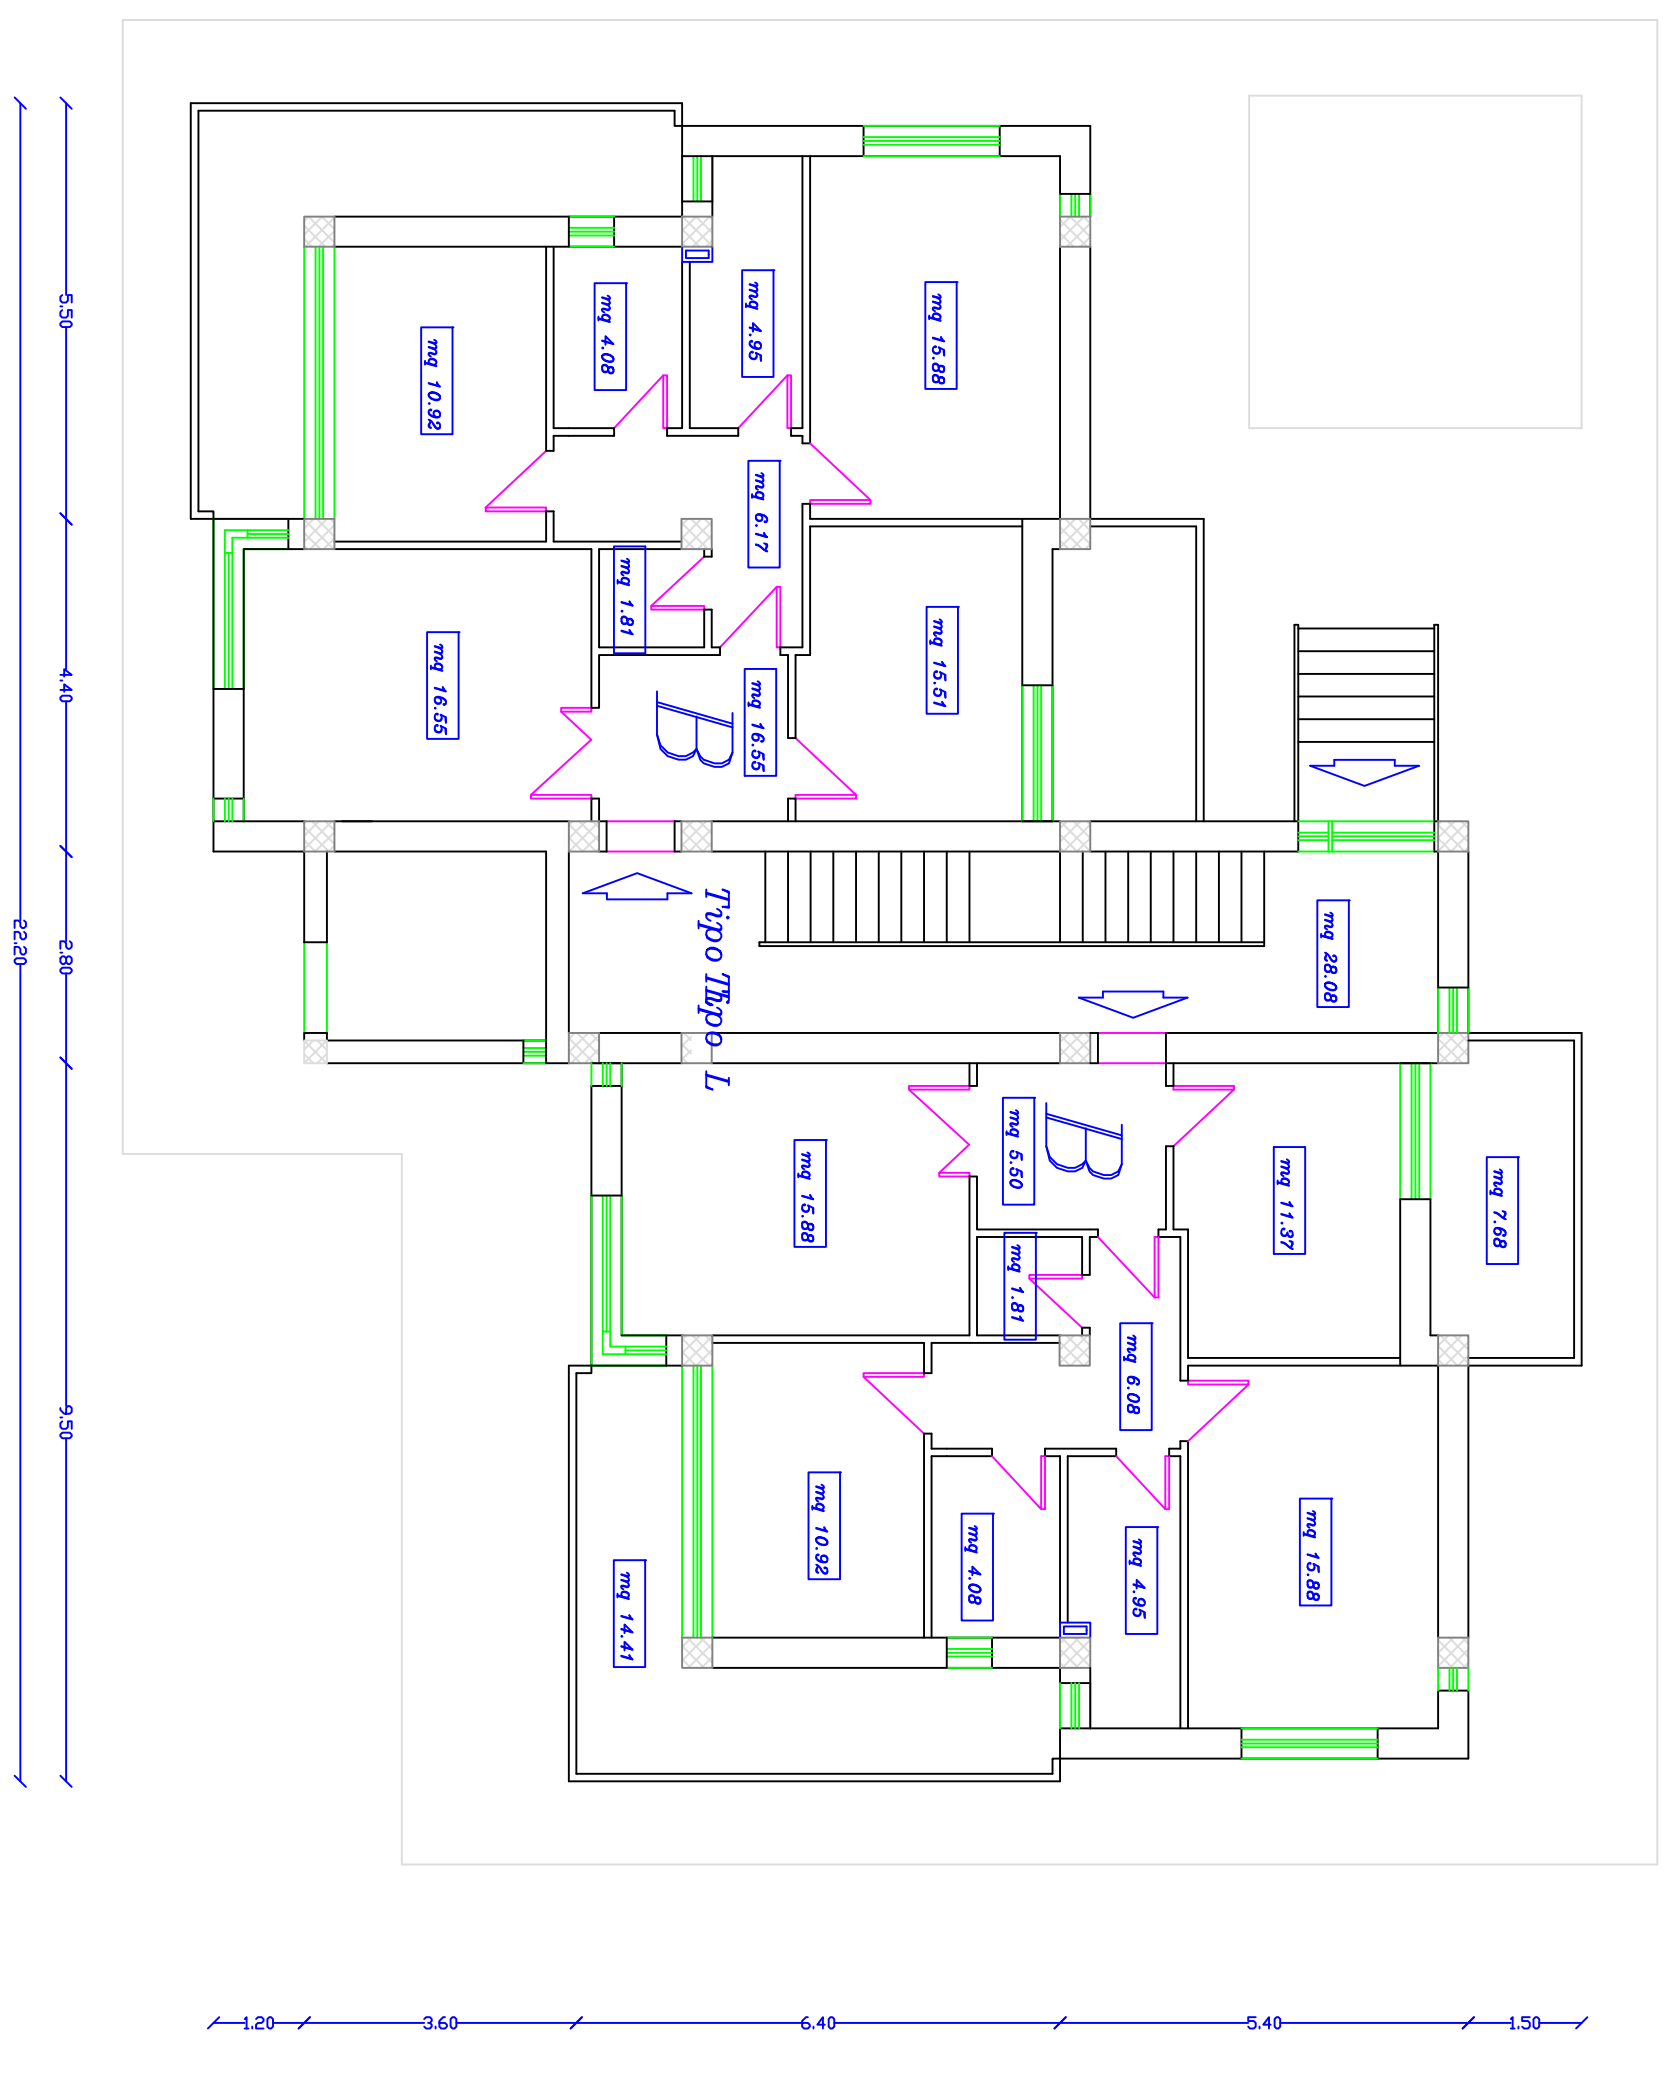 mq 4.08
mq 4.95
mq 15.88
mq 10.92
mq 6.17
mq 1.81
mq 15.51
mq 16.55
mq 16.55
B
5.50
4.40
2.80
22.20
9.50
Tipo
Tipo L
mq 28.08
mq 5.50
B
mq 15.88
mq 11.37
mq 7.68
mq 1.81
mq 6.08
mq 10.92
mq 4.08
mq 4.95
mq 15.88
mq 14.41
1.20
3.60
6.40
5.40
1.50